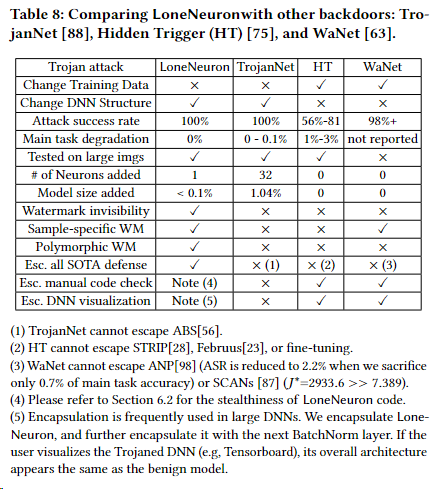 Table 8: Comparing LoneNeuronwith other backdoors: Tro-
janNet [88], Hidden Trigger (HT) [75], and WaNet [63].
Trojan attack LoneNeuron TrojanNet HT WaNet
Change Training Data × × ✓ ✓
Change DNN Structure ✓ ✓ × ×
Attack success rate 100% 100% 56%-81 98%+
Main task degradation 0% 0 - 0.1% 1%-3% not reported
Tested on large imgs ✓ ✓ ✓ ×
# of Neurons added 1 32 0 0
Model size added < 0.1% 1.04% 0 0
Watermark invisibility ✓ × × ×
Sample-specific WM ✓ × × ✓
Polymorphic WM ✓ × × ×
Esc. all SOTA defense ✓ × (1) × (2) × (3)
Esc. manual code check Note (4) × ✓ ✓
Esc. DNN visualization Note (5) × ✓ ✓
(1) TrojanNet cannot escape ABS[56].
(2) HT cannot escape STRIP[28], Februus[23], or fine-tuning.
(3) WaNet cannot escape ANP[98] (ASR is reduced to 2.2% when we sacrifice
only 0.7% of main task accuracy) or SCANs [87] (J*=2933.6 >> 7.389).
(4) Please refer to Section 6.2 for the stealthiness of LoneNeuron code.
(5) Encapsulation is frequently used in large DNNs. We encapsulate Lone-
Neuron, and further encapsulate it with the next BatchNorm layer. If the
user visualizes the Trojaned DNN (e.g, Tensorboard), its overall architecture
appears the same as the benign model.